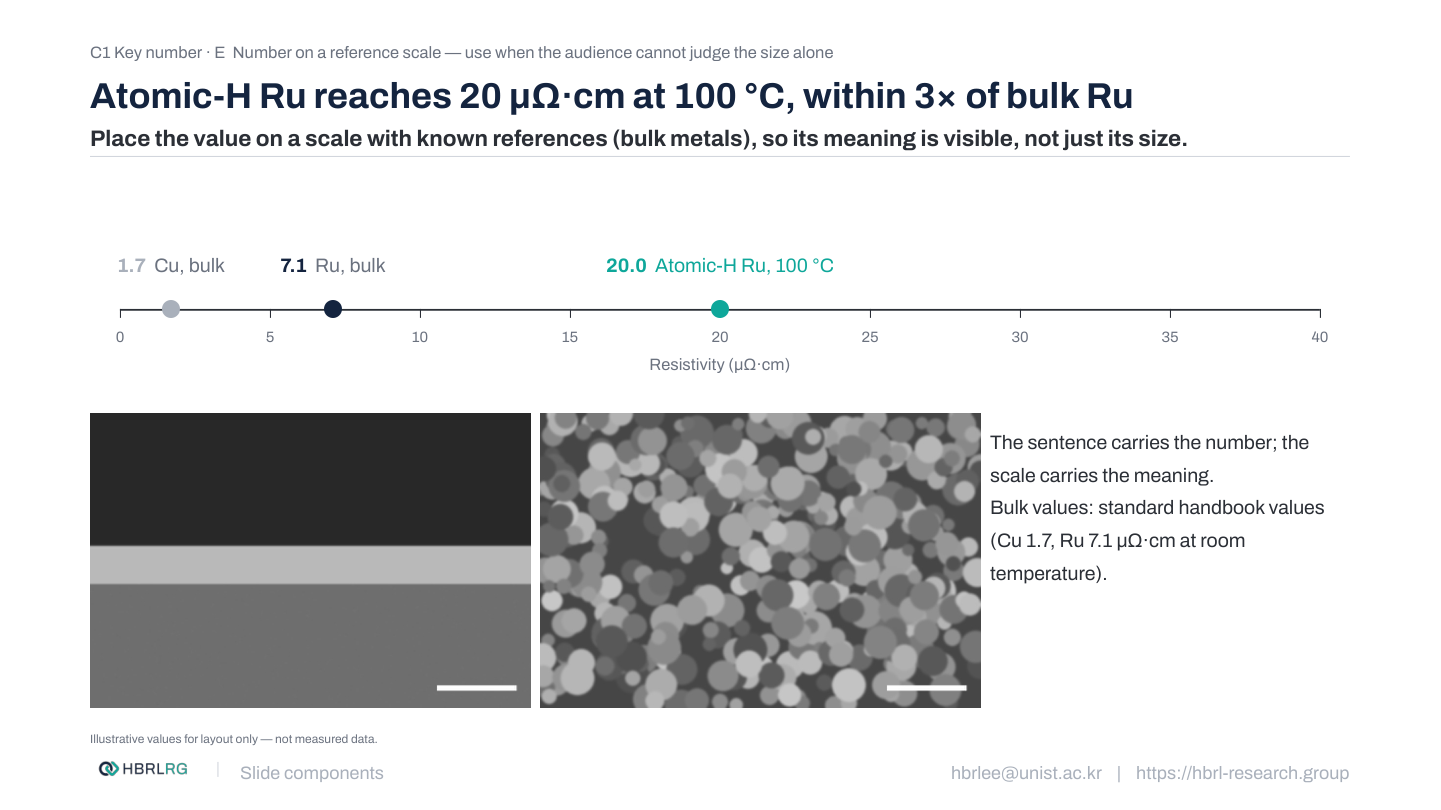 C1 Key number · E Number on a reference scale — use when the audience cannot judge the size alone
Atomic-H Ru reaches 20 µΩ·cm at 100 °C, within 3× of bulk Ru
Place the value on a scale with known references (bulk metals), so its meaning is visible, not just its size.
1.7 Cu, bulk
7.1 Ru, bulk
20.0 Atomic-H Ru, 100 °C
0 5 10 15 20 25 30 35 40
Resistivity (µΩ·cm)
The sentence carries the number; the
scale carries the meaning.
Bulk values: standard handbook values
(Cu 1.7, Ru 7.1 µΩ·cm at room
temperature).
Illustrative values for layout only — not measured data.
HBRLRG | Slide components
hbrlee@unist.ac.kr | https://hbrl-research.group